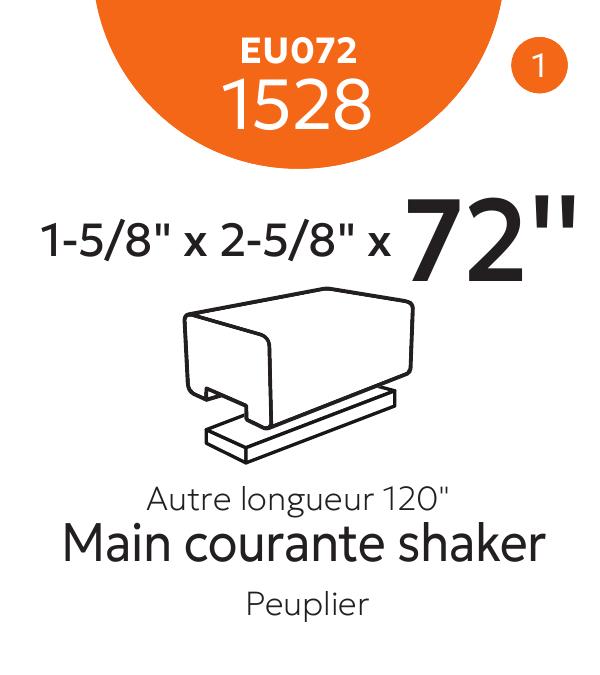 EU072
1528
1
1-5/8" x 2-5/8" x 72"
Autre longueur 120"
Main courante shaker
Peuplier